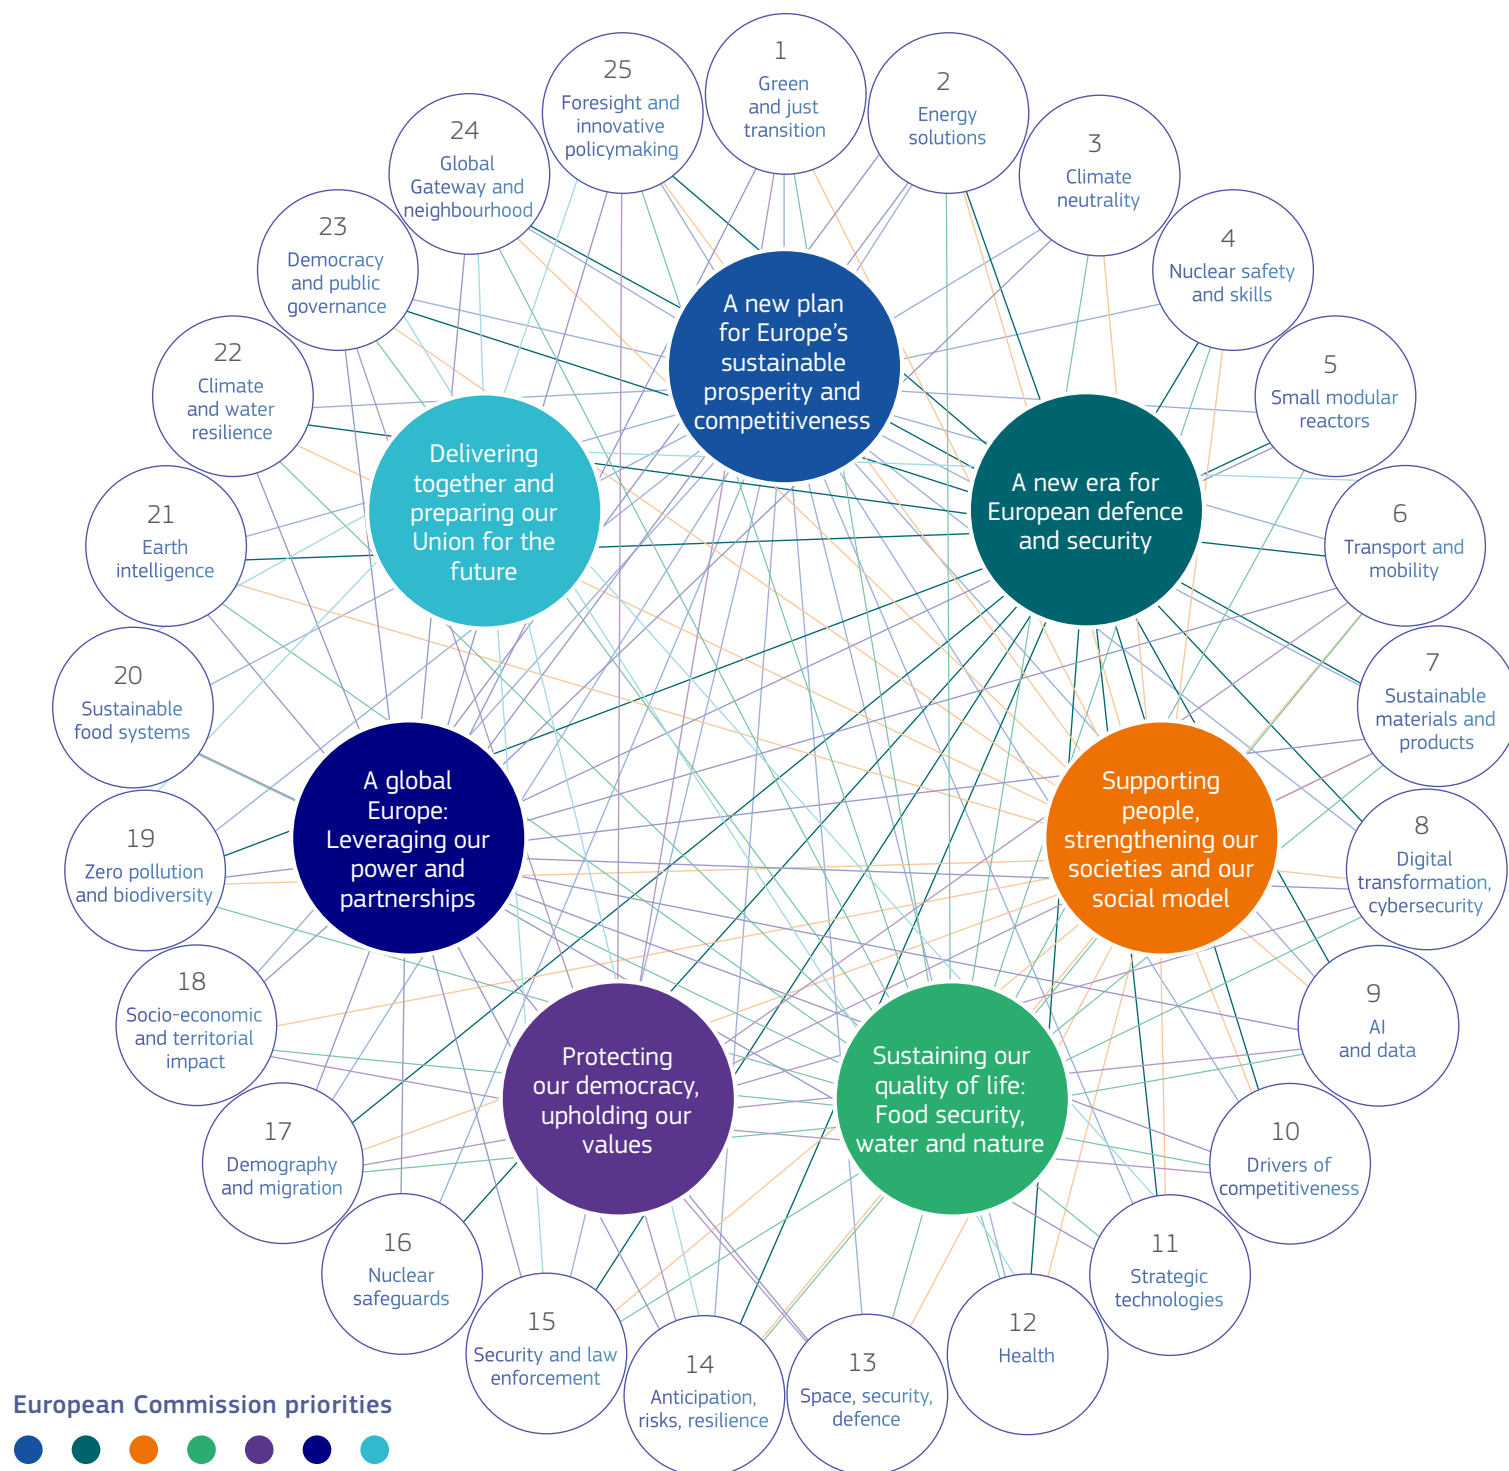 1
Green
and just
transition
2
Energy
solutions
3
Climate
neutrality
4
Nuclear safety
and skills
5
Small modular
reactors
6
Transport and
mobility
7
Sustainable
materials and
products
8
Digital
transformation,
cybersecurity
9
AI
and data
10
Drivers of
competitiveness
11
Strategic
technologies
12
Health
13
Space, security,
defence
14
Anticipation,
risks, resilience
15
Security and law
enforcement
16
Nuclear
safeguards
17
Demography
and migration
18
Socio-economic
and territorial
impact
19
Zero pollution
and biodiversity
20
Sustainable
food systems
21
Earth
intelligence
22
Climate
and water
resilience
23
Democracy
and public
governance
24
Global
Gateway and
neighbourhood
25
Foresight and
innovative
policymaking
A new plan
for Europe’s
sustainable
prosperity and
competitiveness
A new era for
European defence
and security
Supporting
people,
strengthening our
societies and our
social model
Sustaining our
quality of life:
Food security,
water and nature
Protecting
our democracy,
upholding our
values
A global
Europe:
Leveraging our
power and
partnerships
Delivering
together and
preparing our
Union for the
future
European Commission priorities